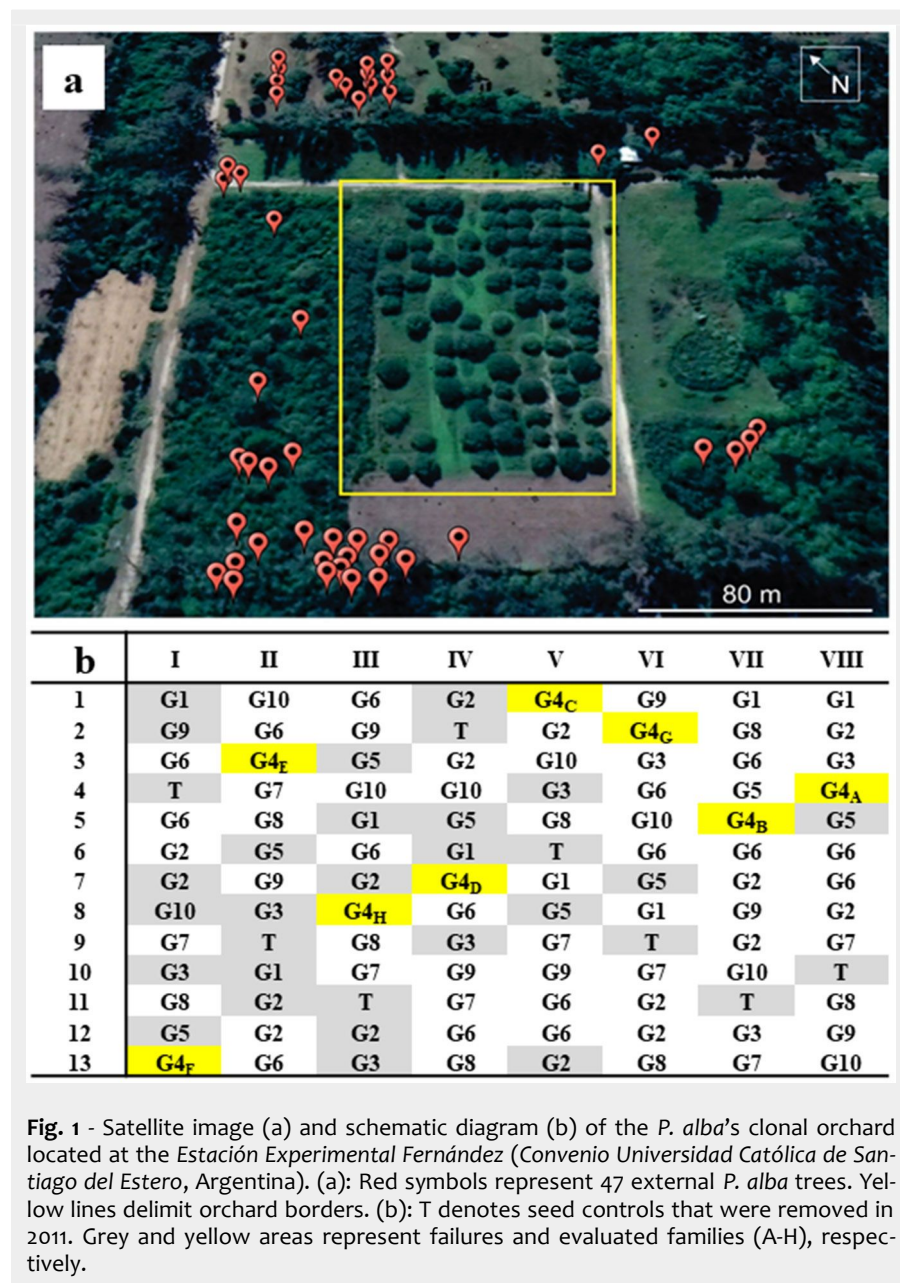 a
N
80 m
b I II III IV V VI VII VIII
1 G1 G10 G6 G2 G4C G9 G1 G1
2 G9 G6 G9 T G2 G4G G8 G2
3 G6 G4E G5 G2 G10 G3 G6 G3
4 T G7 G10 G10 G3 G6 G5 G4A
5 G6 G8 G1 G5 G8 G10 G4B G5
6 G2 G5 G6 G1 T G6 G6 G6
7 G2 G9 G2 G4D G1 G5 G2 G6
8 G10 G3 G4H G6 G5 G1 G9 G2
9 G7 T G8 G3 G7 T G2 G7
10 G3 G1 G7 G9 G9 G7 G10 T
11 G8 G2 T G7 G6 G2 T G8
12 G5 G2 G2 G6 G6 G2 G3 G9
13 G4F G6 G3 G8 G2 G8 G7 G10
Fig. 1 - Satellite image (a) and schematic diagram (b) of the P. alba's clonal orchard
located at the Estación Experimental Fernández (Convenio Universidad Católica de San-
tiago del Estero, Argentina). (a): Red symbols represent 47 external P. alba trees. Yel-
low lines delimit orchard borders. (b): T denotes seed controls that were removed in
2011. Grey and yellow areas represent failures and evaluated families (A-H), respec-
tively.